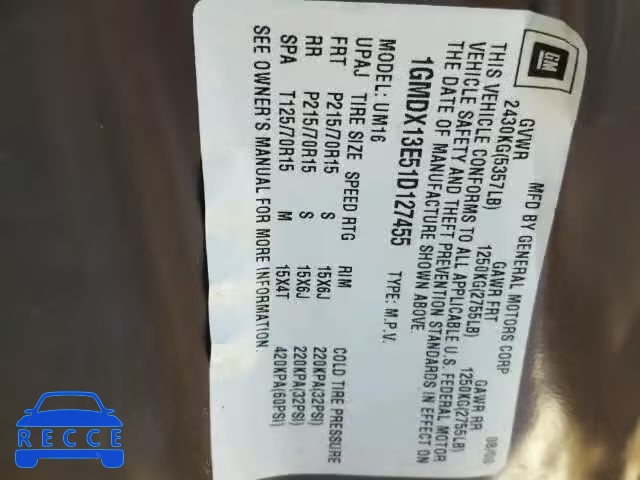 GM
MFD BY GENERAL MOTORS CORP 08/00
GVWR GAWR FRT GAWR RR
2430KG(5357LB) 1250KG(2755LB) 1250KG(2755LB)
THIS VEHICLE CONFORMS TO ALL APPLICABLE U.S. FEDERAL MOTOR
VEHICLE SAFETY AND THEFT PREVENTION STANDARDS IN EFFECT ON
THE DATE OF MANUFACTURE SHOWN ABOVE.
1GMDX13E51D127455 TYPE: M.P.V.
MODEL: UM16
UPAJ TIRE SIZE SPEED RTG RIM COLD TIRE PRESSURE
FRT P215/70R15 S 15X6J 220KPA(32PSI)
RR P215/70R15 S 15X6J 220KPA(32PSI)
SPA T125/70R15 M 15X4T 420KPA(60PSI)
SEE OWNER'S MANUAL FOR MORE INFORMATION.
RECCE